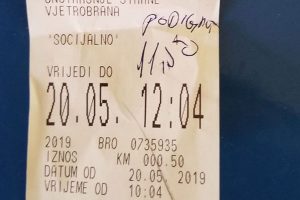 UNUTRAŠNJE STRANE
VJETROBRANA
'SOCIJALNO'
VRIJEDI DO
20.05. 12:04
2019 BRO 0735935
IZNOS KM 000.50
DATUM OD 20.05 2019
VRIJEME OD 10:04